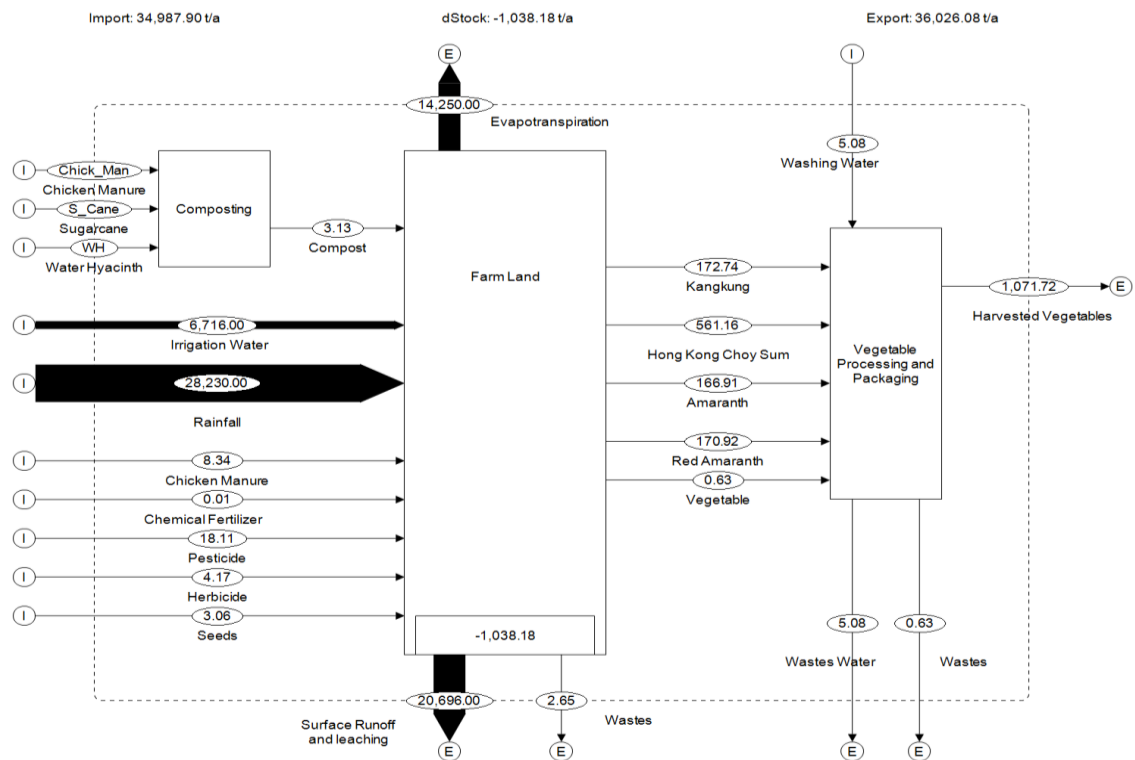 Import: 34,987.90 t/a
dStock: -1,038.18 t/a
Export: 36,026.08 t/a
E
I
14,250.00
Evapotranspiration
5.08
Washing Water
I
Chick_Man
Chicken Manure
I
S_Cane
Sugarcane
I
WH
Water Hyacinth
Composting
3.13
Compost
Farm Land
172.74
Kangkung
561.16
Hong Kong Choy Sum
166.91
Amaranth
170.92
Red Amaranth
0.63
Vegetable
Vegetable
Processing and
Packaging
1,071.72
E
Harvested Vegetables
I
6,716.00
Irrigation Water
I
28,230.00
Rainfall
I
8.34
Chicken Manure
I
0.01
Chemical Fertilizer
I
18.11
Pesticide
I
4.17
Herbicide
I
3.06
Seeds
-1,038.18
20,696.00
Surface Runoff
and leaching
E
2.65
Wastes
E
5.08
Wastes Water
E
0.63
Wastes
E